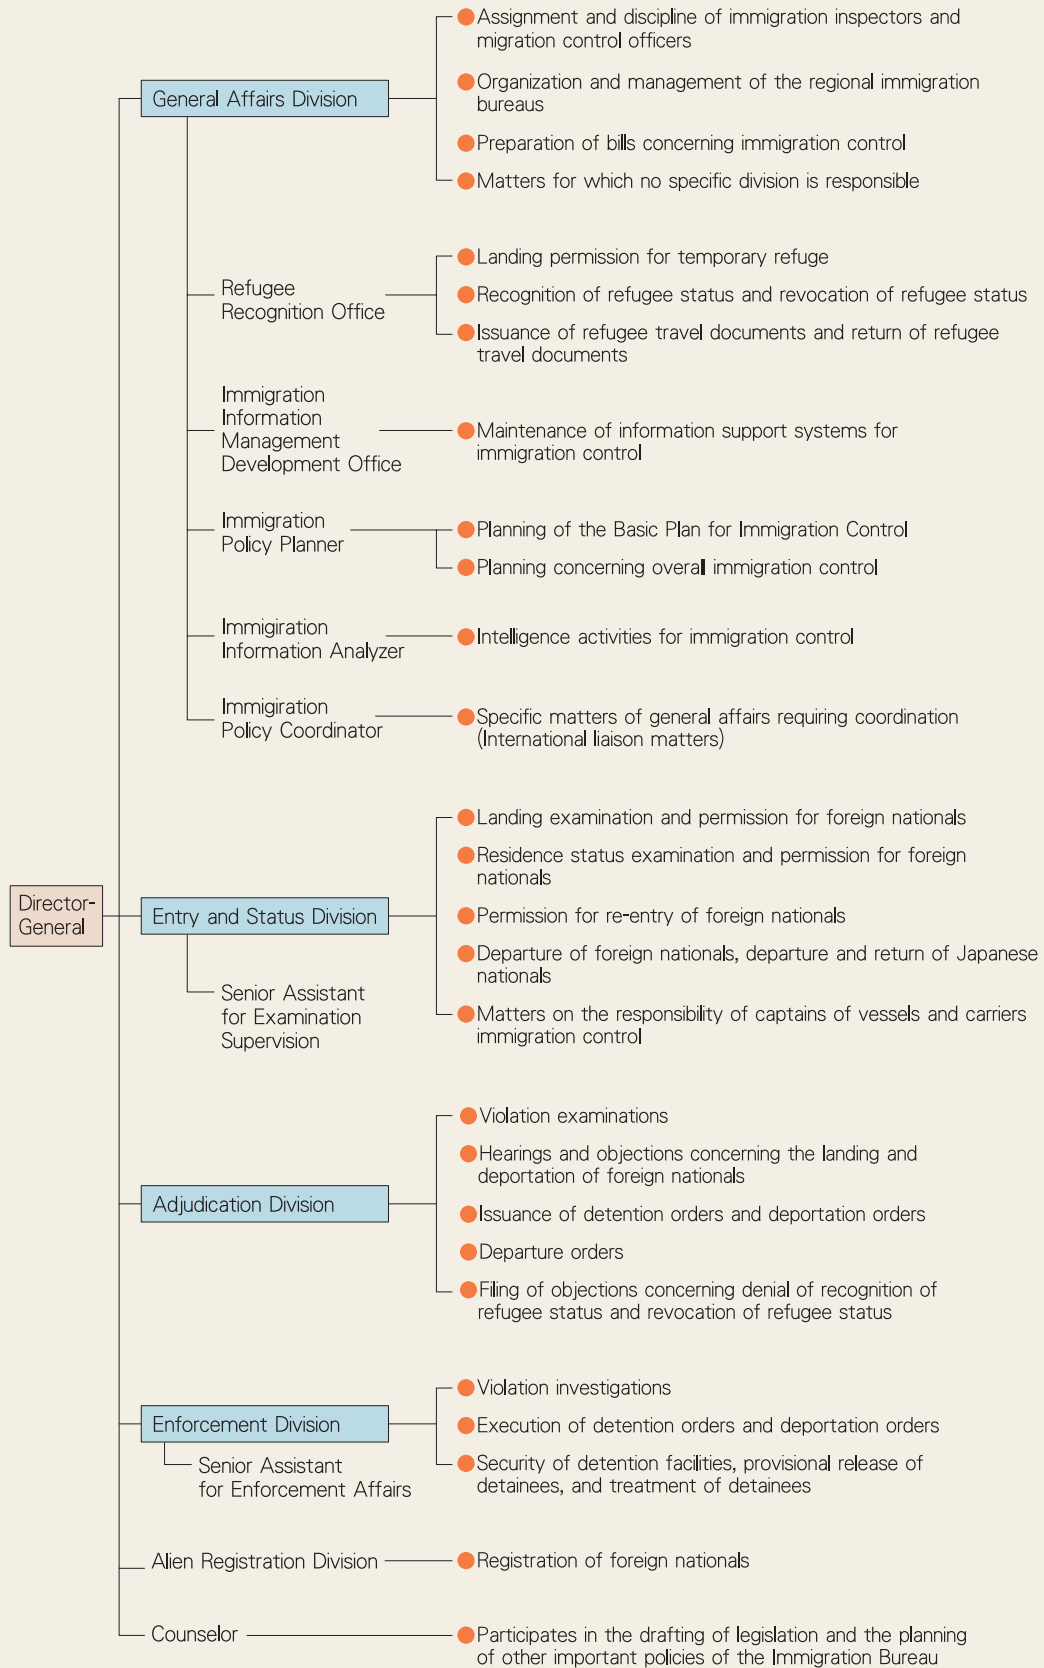 Assignment and discipline of immigration inspectors and
migration control officers
General Affairs Division
Organization and management of the regional immigration
bureaus
Preparation of bills concerning immigration control
Matters for which no specific division is responsible
Refugee
Recognition Office
Landing permission for temporary refuge
Recognition of refugee status and revocation of refugee status
Issuance of refugee travel documents and return of refugee
travel documents
Immigration
Information
Management
Development Office
Maintenance of information support systems for
immigration control
Immigration
Policy Planner
Planning of the Basic Plan for Immigration Control
Planning concerning overall immigration control
Immigiration
Information Analyzer
Intelligence activities for immigration control
Immigiration
Policy Coordinator
Specific matters of general affairs requiring coordination
(International liaison matters)
Director-
General
Entry and Status Division
Landing examination and permission for foreign nationals
Residence status examination and permission for foreign
nationals
Permission for re-entry of foreign nationals
Departure of foreign nationals, departure and return of Japanese
nationals
Matters on the responsibility of captains of vessels and carriers
immigration control
Senior Assistant
for Examination
Supervision
Adjudication Division
Violation examinations
Hearings and objections concerning the landing and
deportation of foreign nationals
Issuance of detention orders and deportation orders
Departure orders
Filing of objections concerning denial of recognition of
refugee status and revocation of refugee status
Enforcement Division
Senior Assistant
for Enforcement Affairs
Violation investigations
Execution of detention orders and deportation orders
Security of detention facilities, provisional release of
detainees, and treatment of detainees
Alien Registration Division
Registration of foreign nationals
Counselor
Participates in the drafting of legislation and the planning
of other important policies of the Immigration Bureau